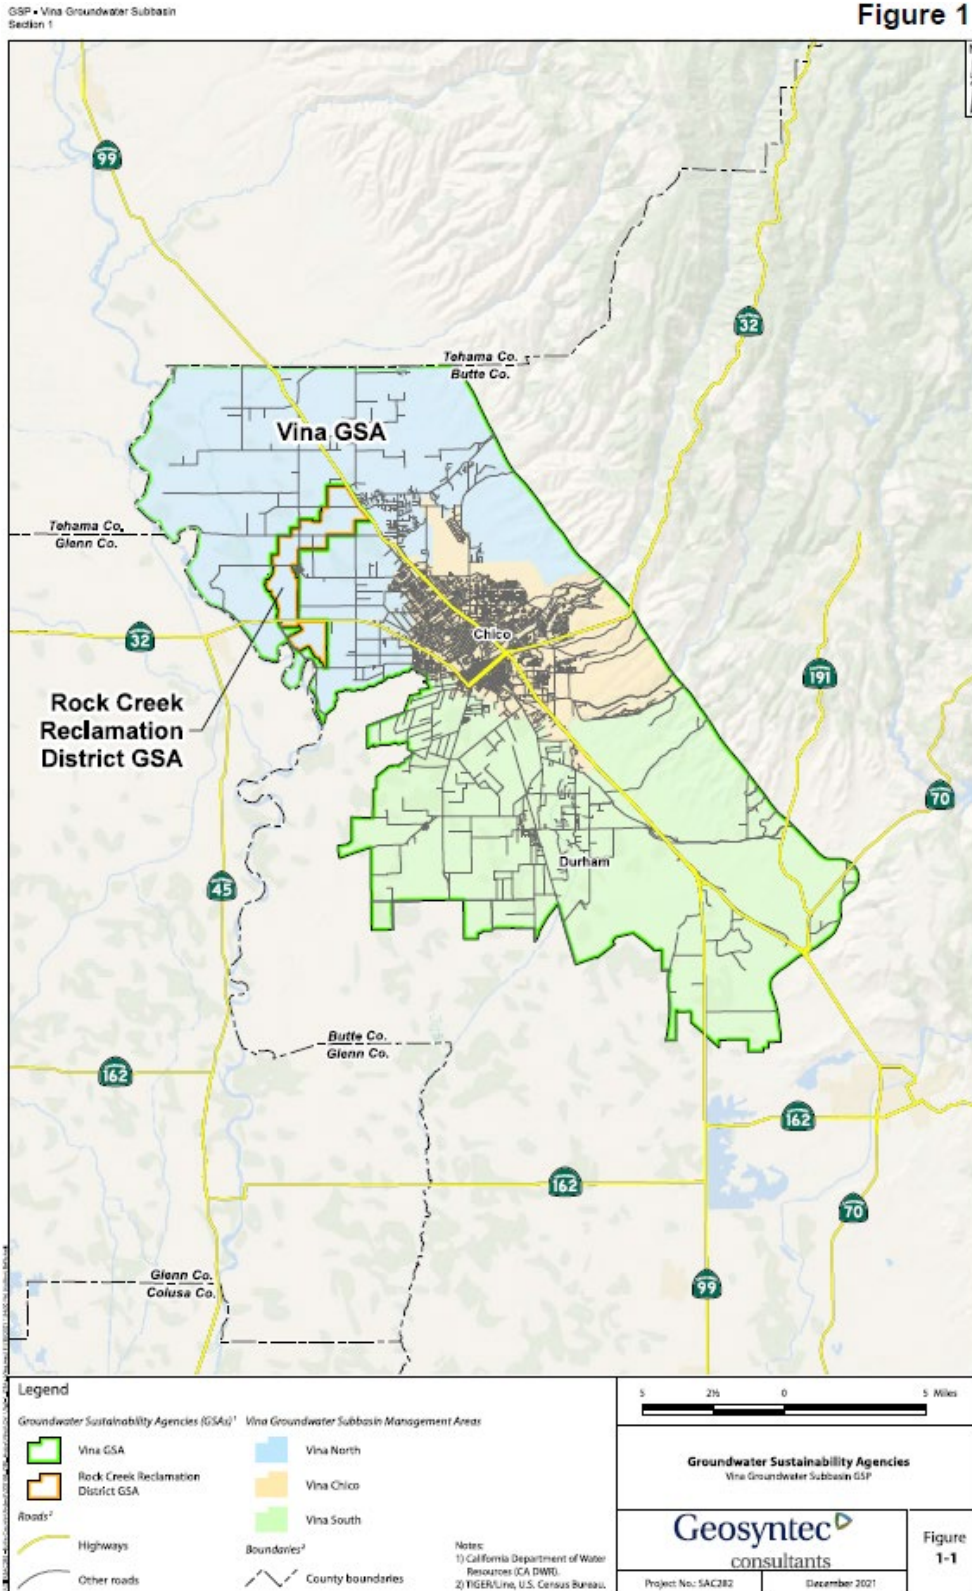 GSP • Vina Groundwater Subbasin
Section 1
Figure 1
99
32
Tehama Co.
Butte Co.
Vina GSA
Tehama Co.
Glenn Co.
32
Chico
191
Rock Creek
Reclamation
District GSA
70
45
Durham
Butte Co.
Glenn Co.
162
162
162
70
99
Glenn Co.
Colusa Co.
Legend
Groundwater Sustainability Agencies (GSAs)¹
Vina GSA
Rock Creek Reclamation
District GSA
Roads²
Highways
Other roads
Vina Groundwater Subbasin Management Areas
Vina North
Vina Chico
Vina South
Boundaries²
County boundaries
Notes:
1) California Department of Water
Resources (CA DWR).
2) TIGER/Line, U.S. Census Bureau.
5 2½ 0 5 Miles
Groundwater Sustainability Agencies
Vina Groundwater Subbasin GSP
Geosyntec
consultants
Figure
1-1
Project No.: SAC282
December 2021